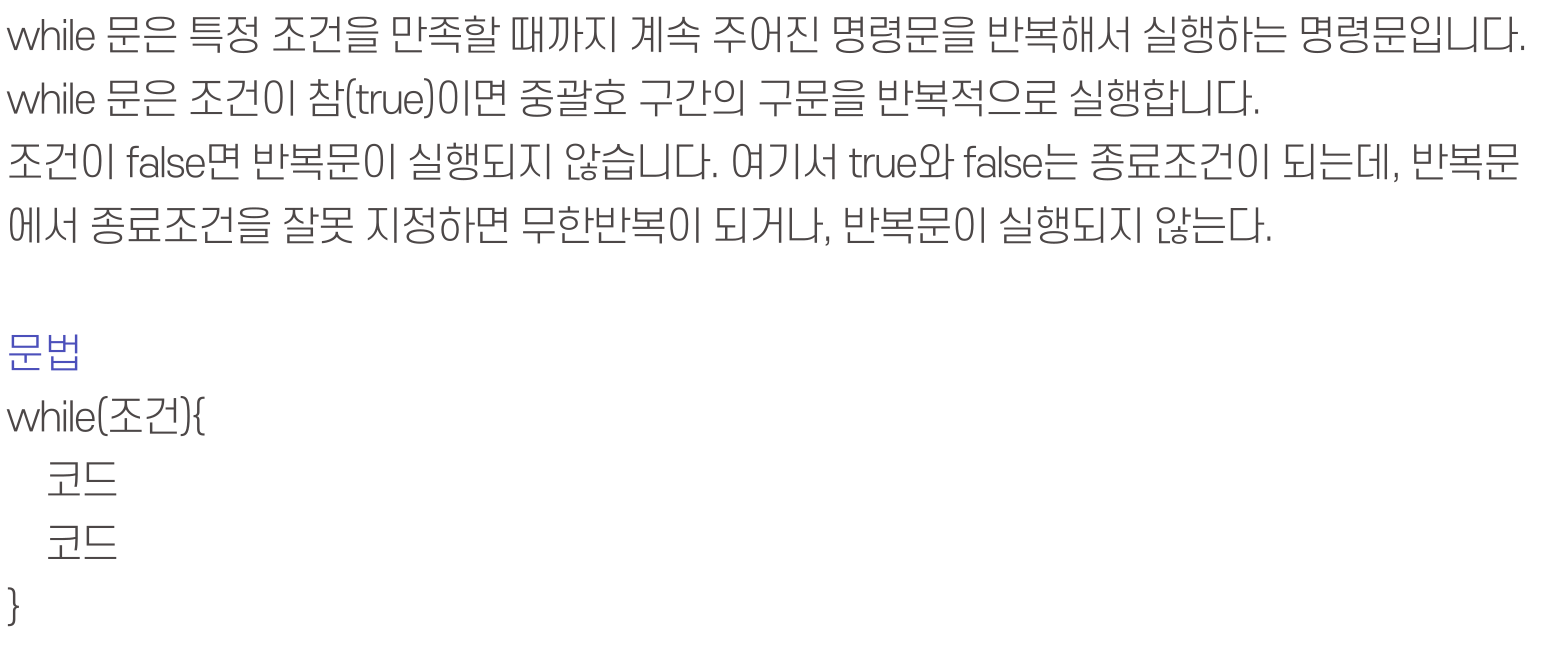 while 문은 특정 조건을 만족할 때까지 계속 주어진 명령문을 반복해서 실행하는 명령문입니다.
while 문은 조건이 참(true)이면 중괄호 구간의 구문을 반복적으로 실행합니다.
조건이 false면 반복문이 실행되지 않습니다. 여기서 true와 false는 종료조건이 되는데, 반복문
에서 종료조건을 잘못 지정하면 무한반복이 되거나, 반복문이 실행되지 않는다.
문법
while(조건){
코드
코드
}